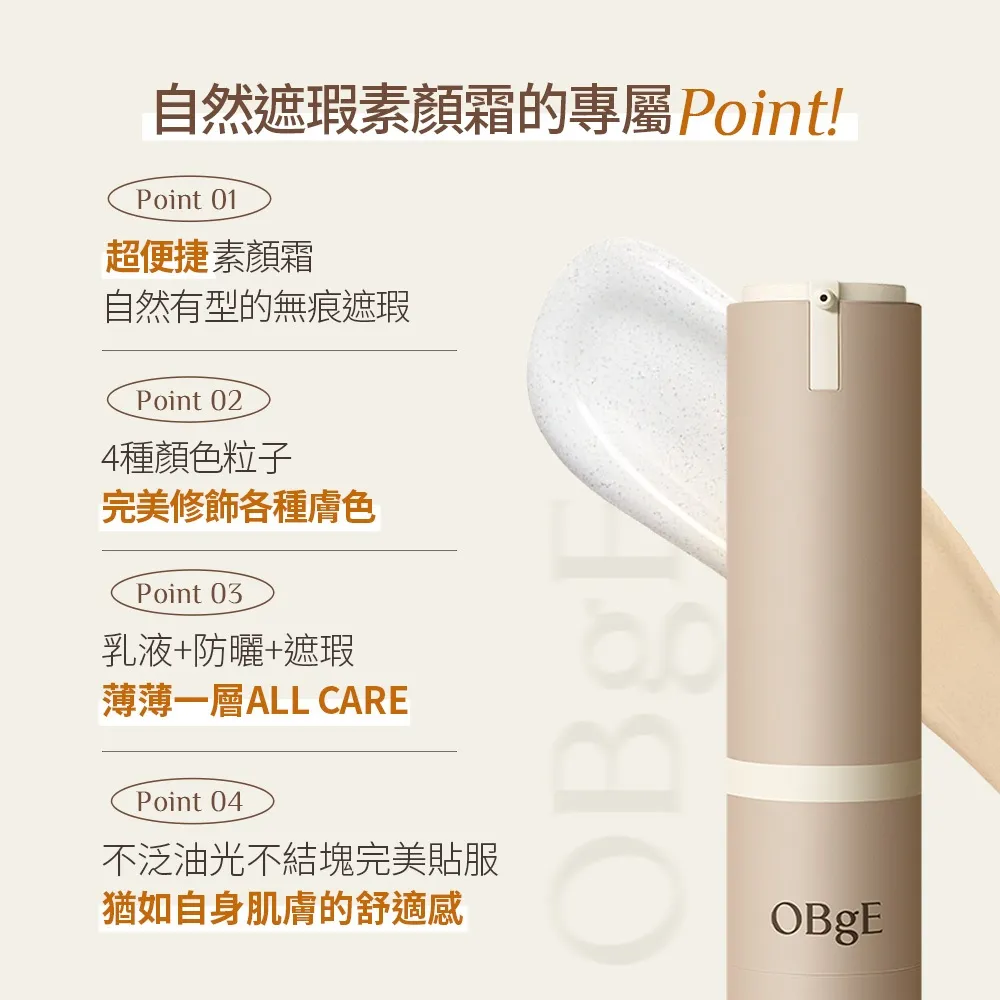 自然遮瑕素顏霜的專屬Point!
Point 01
超便捷素顏霜
自然有型的無痕遮瑕
Point 02
4種顏色粒子
完美修飾各種膚色
Point 03
乳液+防曬+遮瑕
薄薄一層ALL CARE
Point 04
不泛油光不結塊完美貼服
猶如自身肌膚的舒適感
OBgE
OBgE